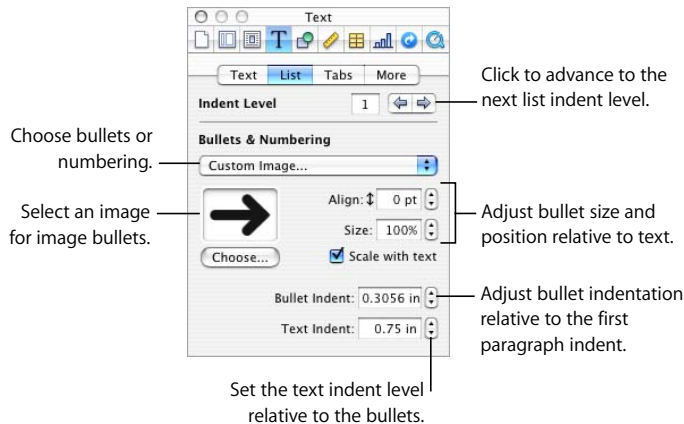 Text
T
Text List Tabs More
Indent Level 1
Click to advance to the
next list indent level.
Bullets & Numbering
Choose bullets or
numbering.
Custom Image...
Select an image
for image bullets.
Align: 0 pt
Size: 100%
Adjust bullet size and
position relative to text.
Choose... Scale with text
Bullet Indent: 0.3056 in
Adjust bullet indentation
relative to the first
paragraph indent.
Text Indent: 0.75 in
Set the text indent level
relative to the bullets.